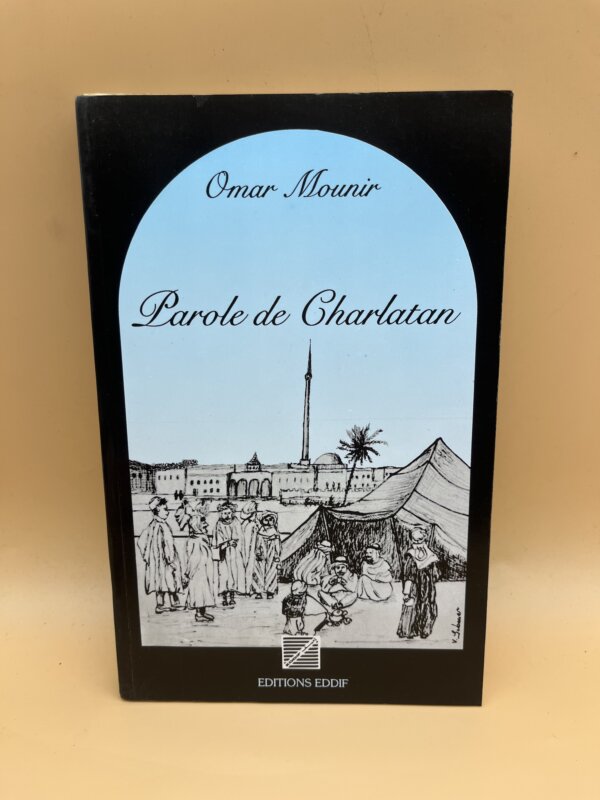 Omar Mounir
Parole de Charlatan
EDITIONS EDDIF